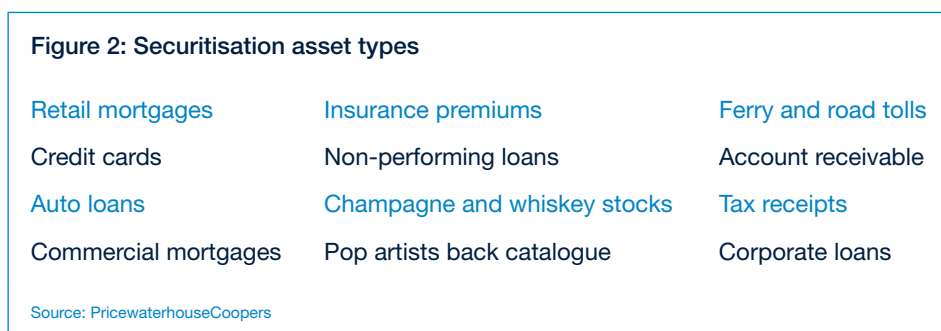 Figure 2: Securitisation asset types
Retail mortgages Insurance premiums Ferry and road tolls
Credit cards Non-performing loans Account receivable
Auto loans Champagne and whiskey stocks Tax receipts
Commercial mortgages Pop artists back catalogue Corporate loans
Source: PricewaterhouseCoopers